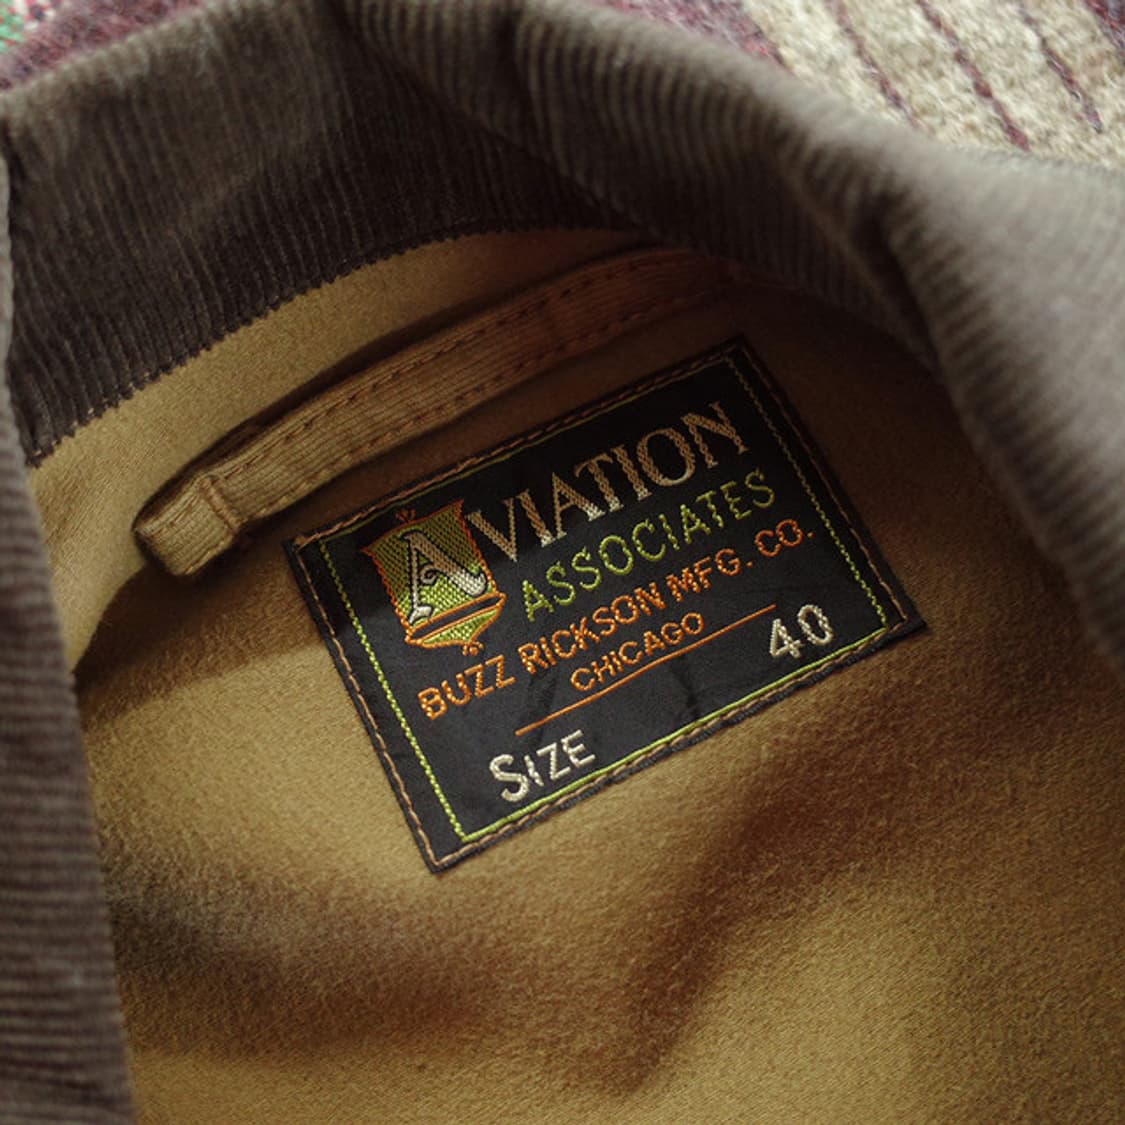 AVIATION
ASSOCIATES
BUZZ RICKSON MFG. CO.
CHICAGO
SIZE 40